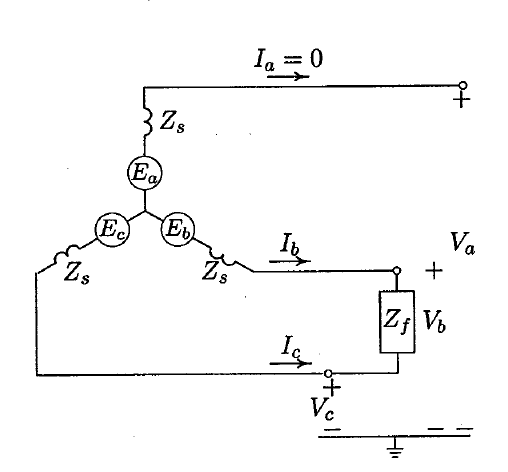 I_a = 0
+
Z_s
E_a
E_c
E_b
Z_s
Z_s
I_b
+
V_a
Z_f
V_b
I_c
+
V_c
− − −